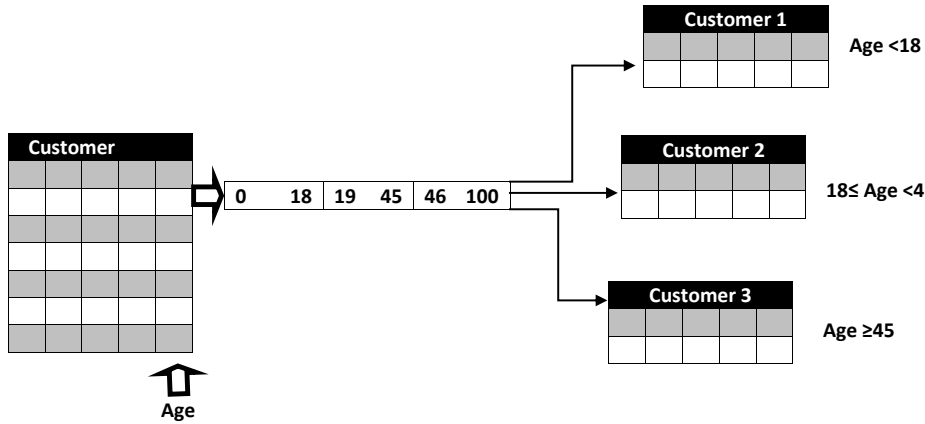 Customer 1
Age <18
Customer
Customer 2
0 18 19 45 46 100
18≤ Age <4
Customer 3
Age ≥45
Age